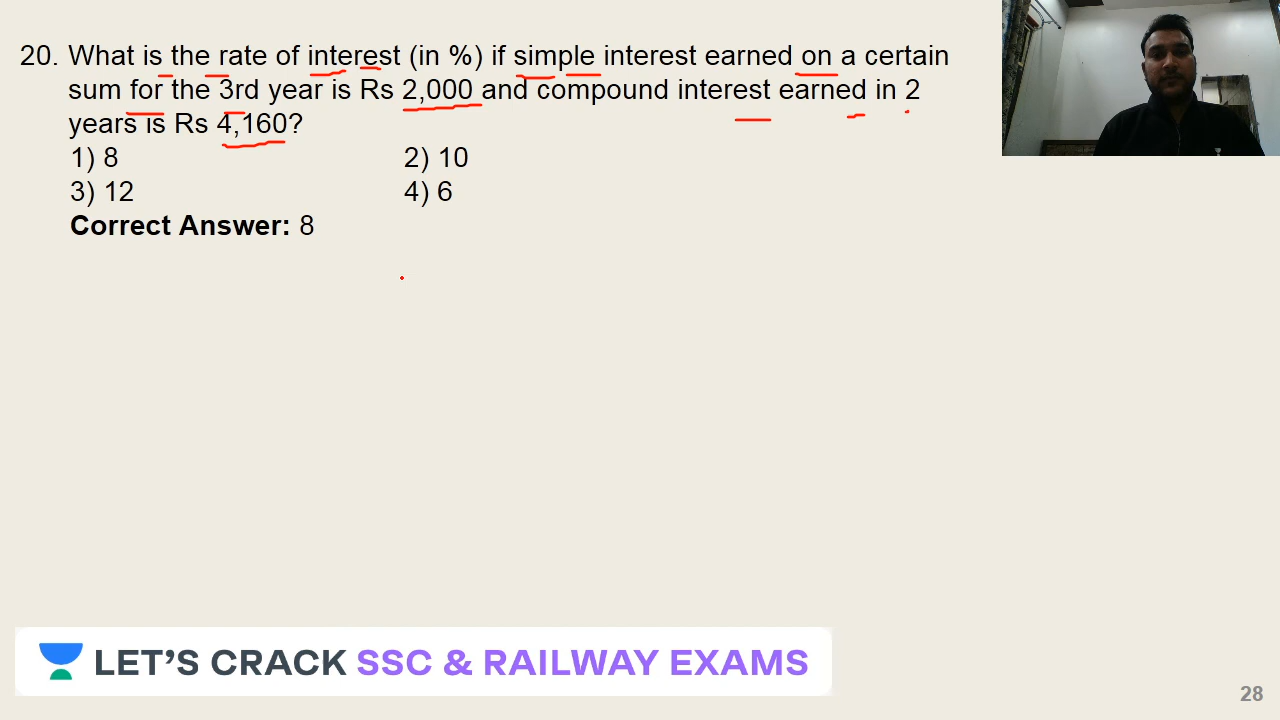 20. What is the rate of interest (in %) if simple interest earned on a certain
sum for the 3rd year is Rs 2,000 and compound interest earned in 2
years is Rs 4,160?
1) 8 2) 10
3) 12 4) 6
Correct Answer: 8
LET'S CRACK SSC & RAILWAY EXAMS
28